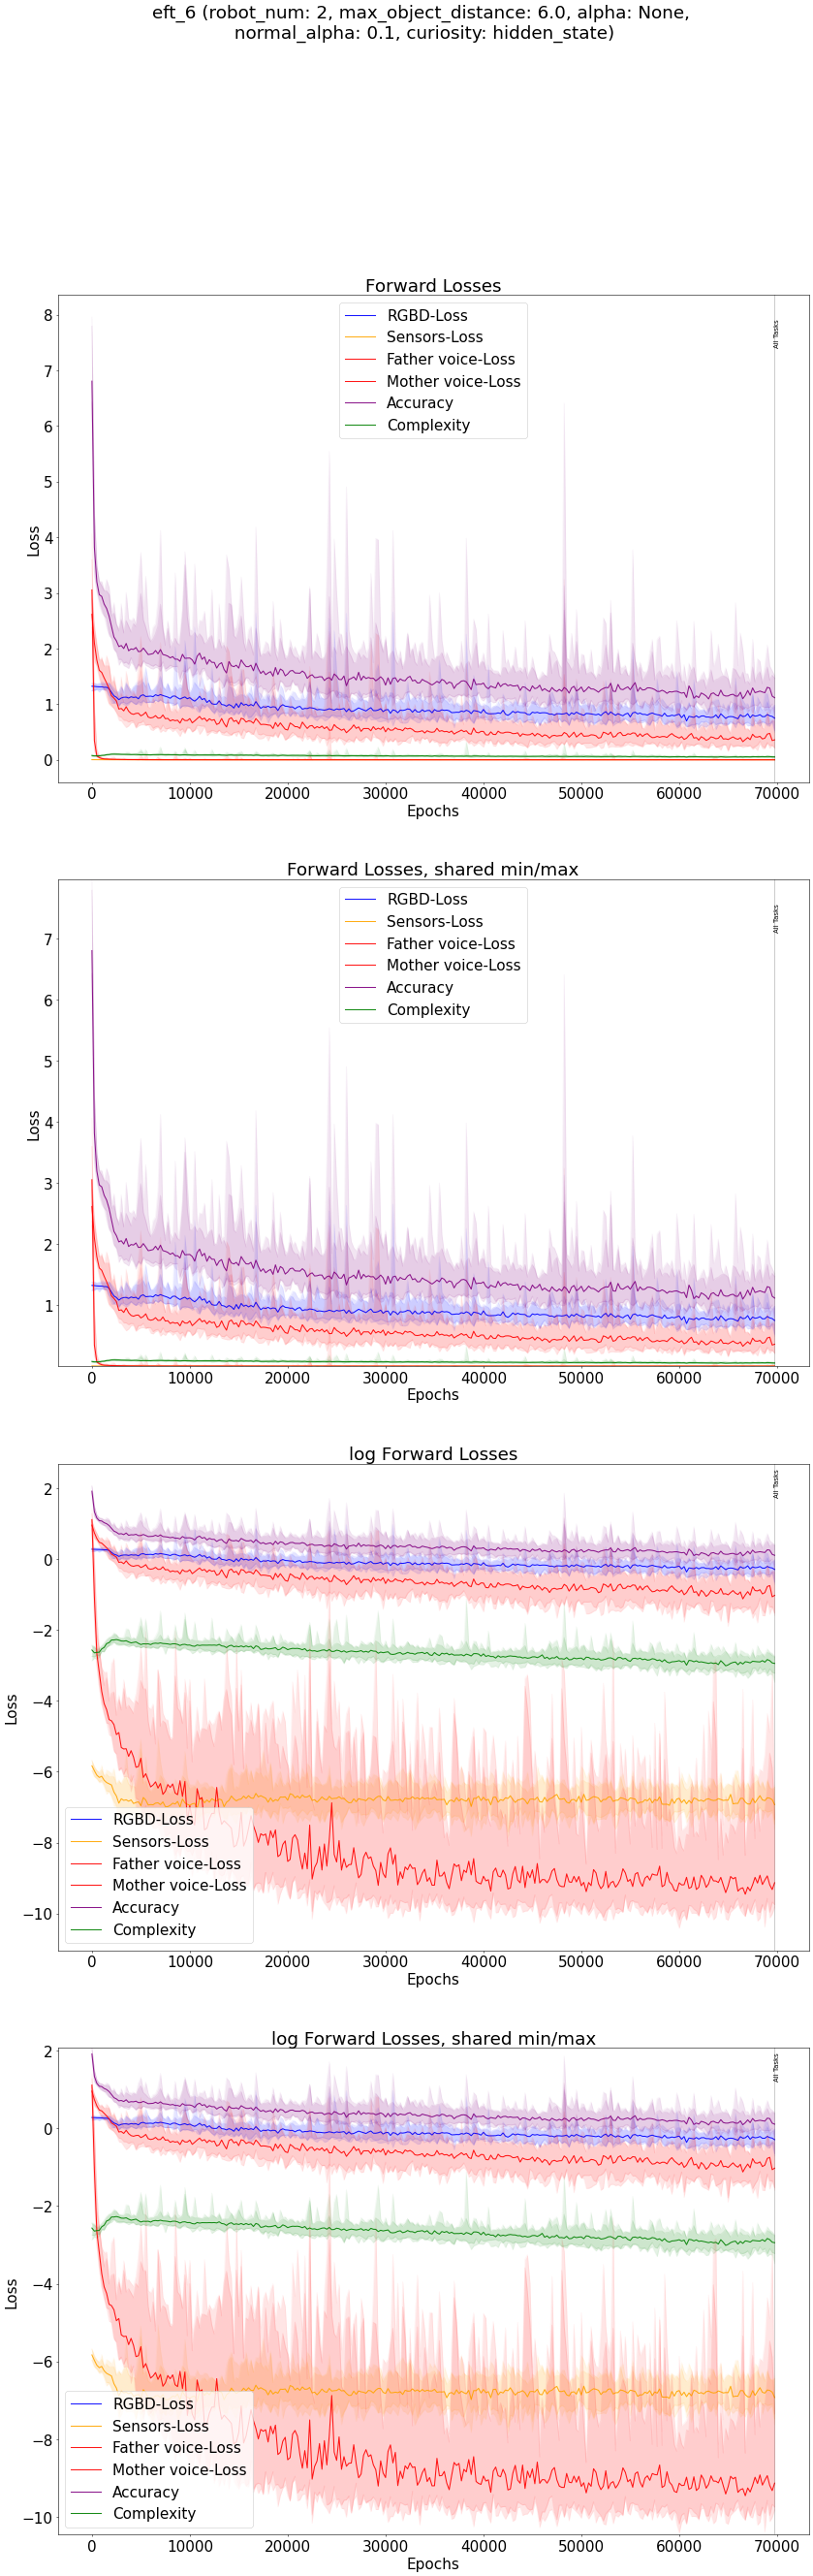 eft_6 (robot_num: 2, max_object_distance: 6.0, alpha: None,
normal_alpha: 0.1, curiosity: hidden_state)
Forward Losses
8
7
6
5
4
3
2
1
0
Loss
RGBD-Loss
Sensors-Loss
Father voice-Loss
Mother voice-Loss
Accuracy
Complexity
All Tasks
0 10000 20000 30000 40000 50000 60000 70000
Epochs
Forward Losses, shared min/max
7
6
5
4
3
2
1
Loss
RGBD-Loss
Sensors-Loss
Father voice-Loss
Mother voice-Loss
Accuracy
Complexity
All Tasks
0 10000 20000 30000 40000 50000 60000 70000
Epochs
log Forward Losses
2
0
−2
−4
−6
−8
−10
Loss
All Tasks
RGBD-Loss
Sensors-Loss
Father voice-Loss
Mother voice-Loss
Accuracy
Complexity
0 10000 20000 30000 40000 50000 60000 70000
Epochs
log Forward Losses, shared min/max
2
0
−2
−4
−6
−8
−10
Loss
All Tasks
RGBD-Loss
Sensors-Loss
Father voice-Loss
Mother voice-Loss
Accuracy
Complexity
0 10000 20000 30000 40000 50000 60000 70000
Epochs